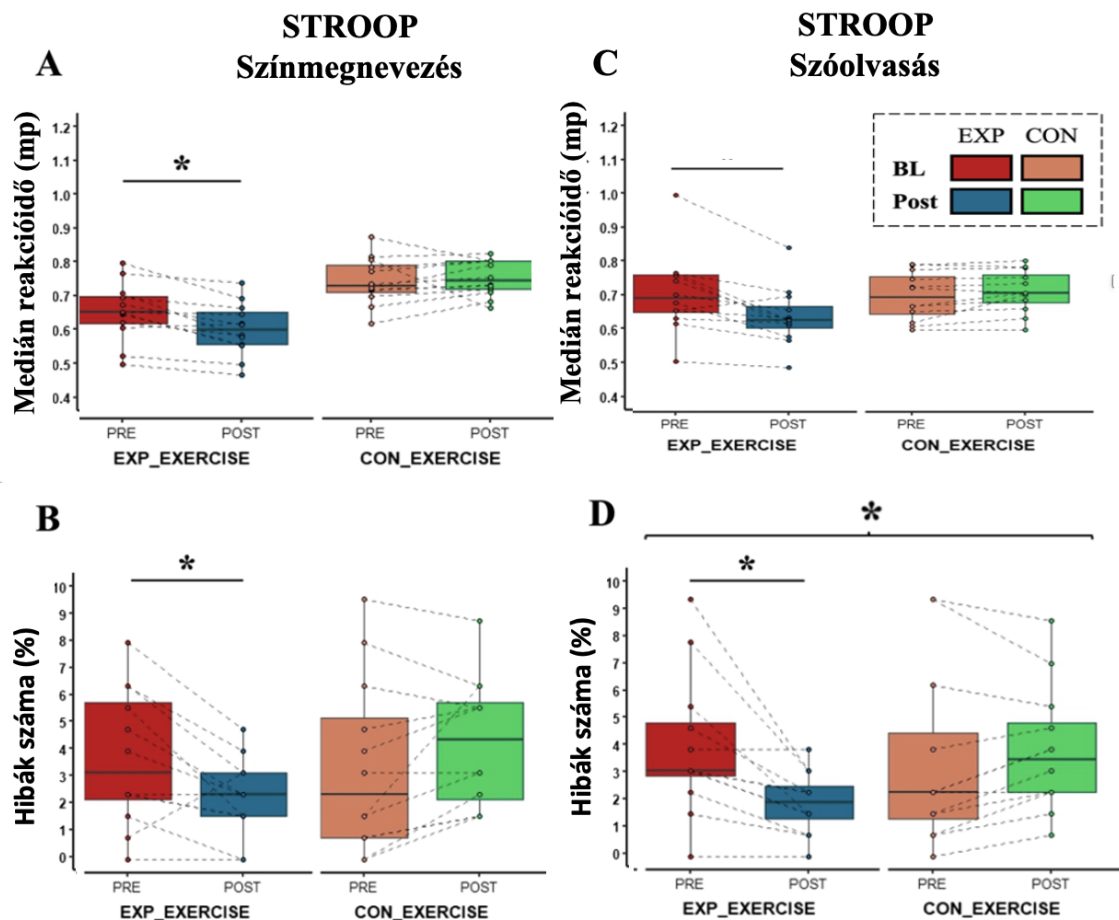 STROOP
Színmegnevezés
A
Medián reakcióidő (mp)
1.2
1.1
1.0
0.9
0.8
0.7
0.6
0.5
0.4
*
PRE
POST
PRE
POST
EXP_EXERCISE
CON_EXERCISE
STROOP
Szóolvasás
C
Medián reakcióidő (mp)
1.2
1.1
1.0
0.9
0.8
0.7
0.6
0.5
0.4
EXP CON
BL
Post
PRE
POST
PRE
POST
EXP_EXERCISE
CON_EXERCISE
B
Hibák száma (%)
10
9
8
7
6
5
4
3
2
1
0
*
PRE
POST
PRE
POST
EXP_EXERCISE
CON_EXERCISE
D
Hibák száma (%)
10
9
8
7
6
5
4
3
2
1
0
*
*
PRE
POST
PRE
POST
EXP_EXERCISE
CON_EXERCISE